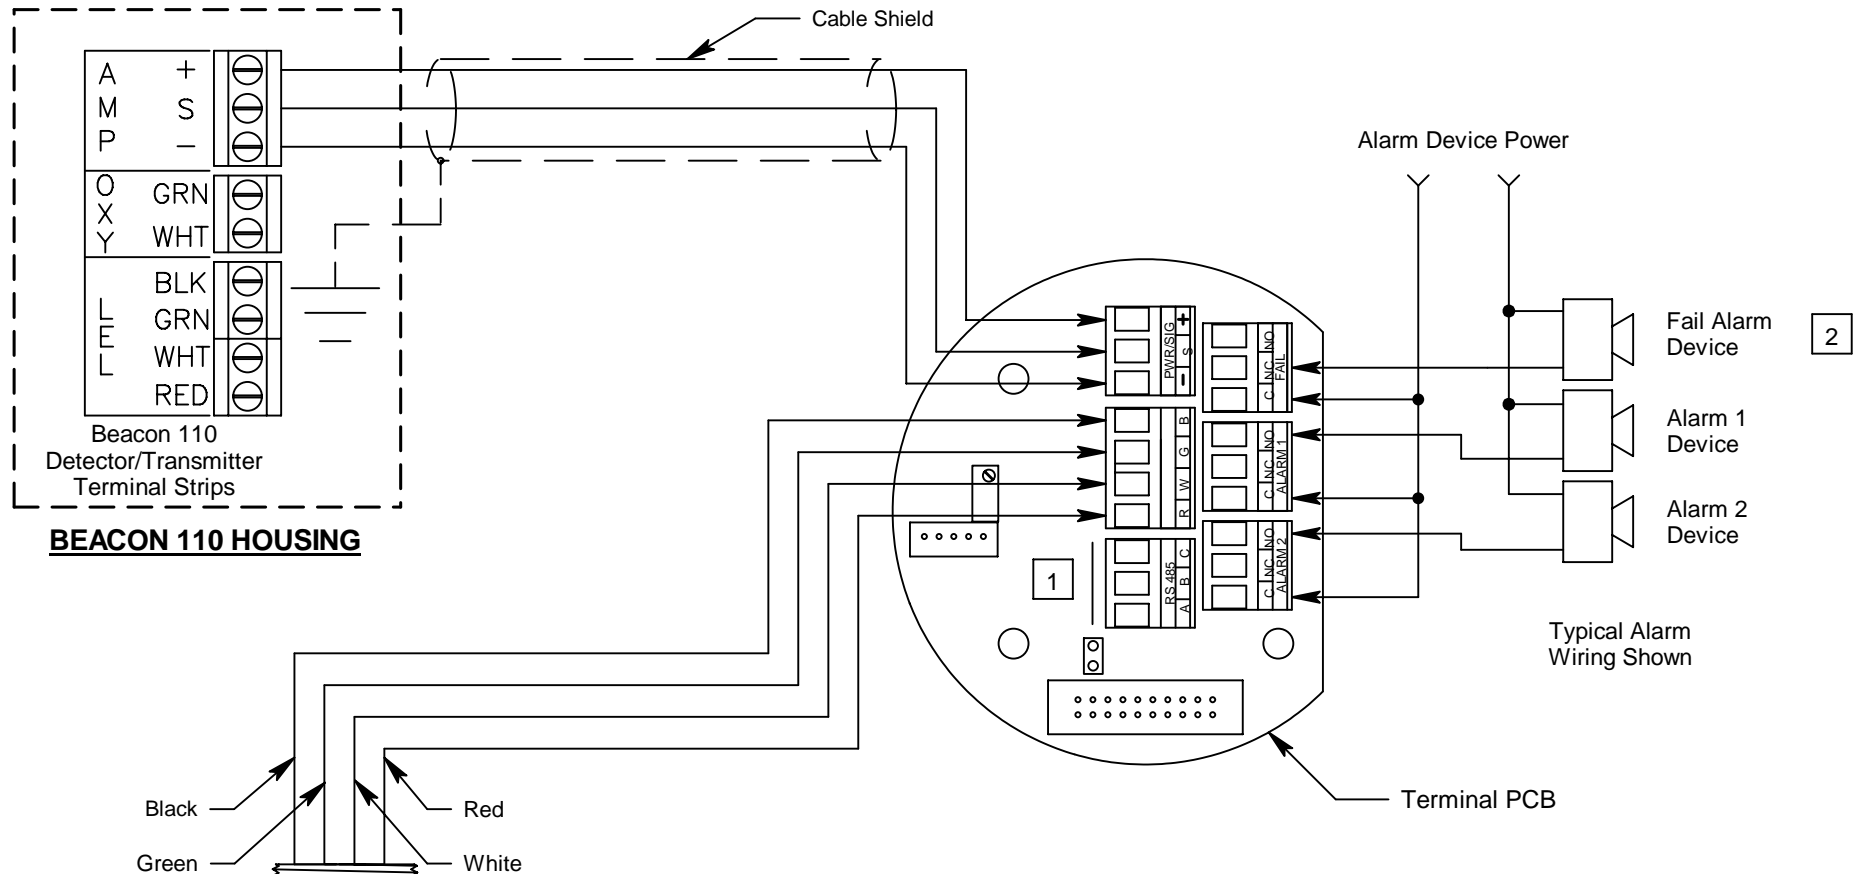 Cable Shield
A M P
+
S
–
O X Y
GRN
WHT
L E L
BLK
GRN
WHT
RED
Beacon 110
Detector/Transmitter
Terminal Strips
BEACON 110 HOUSING
Alarm Device Power
Fail Alarm
Device
2
Alarm 1
Device
Alarm 2
Device
Typical Alarm
Wiring Shown
PWR/SIG
+
S
-
B
G
W
R
RS 485
C
B
A
NO
NC
C
FAIL
NO
NC
C
ALARM 1
NO
NC
C
ALARM 2
1
Terminal PCB
Black
Green
Red
White